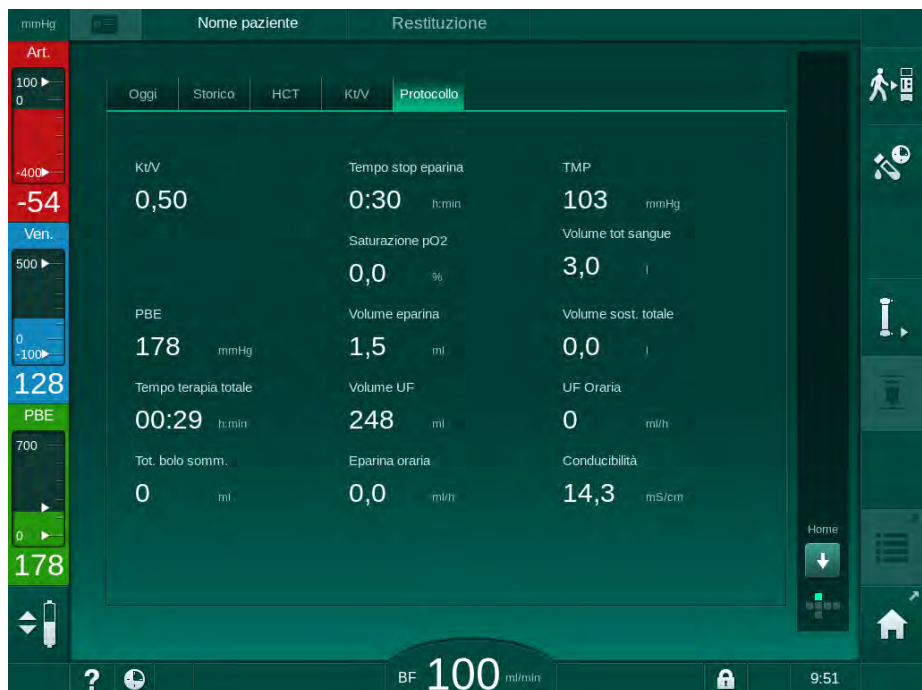 mmHg Nome paziente Restituzione
Art.
100
0
-400
-54
Ven.
500
0
-100
128
PBE
700
0
178
Oggi Storico HCT Kt/V Protocollo
Kt/V Tempo stop eparina TMP
0,50 0:30 h:min 103 mmHg
Saturazione pO2 Volume tot sangue
0,0 % 3,0 l
PBE Volume eparina Volume sost. totale
178 mmHg 1,5 ml 0,0 l
Tempo terapia totale Volume UF UF Oraria
00:29 h:min 248 ml 0 ml/h
Tot. bolo somm. Eparina oraria Conducibilità
0 ml 0,0 ml/h 14,3 mS/cm
Home
? BF 100 ml/min 9:51